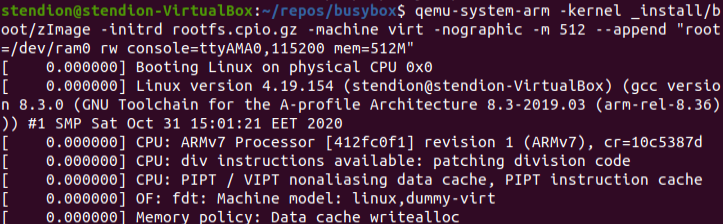 stendion@stendion-VirtualBox:~/repos/busybox$ qemu-system-arm -kernel _install/b
oot/zImage -initrd rootfs.cpio.gz -machine virt -nographic -m 512 --append "root
=/dev/ram0 rw console=ttyAMA0,115200 mem=512M"
[    0.000000] Booting Linux on physical CPU 0x0
[    0.000000] Linux version 4.19.154 (stendion@stendion-VirtualBox) (gcc versio
n 8.3.0 (GNU Toolchain for the A-profile Architecture 8.3-2019.03 (arm-rel-8.36)
)) #1 SMP Sat Oct 31 15:01:21 EET 2020
[    0.000000] CPU: ARMv7 Processor [412fc0f1] revision 1 (ARMv7), cr=10c5387d
[    0.000000] CPU: div instructions available: patching division code
[    0.000000] CPU: PIPT / VIPT nonaliasing data cache, PIPT instruction cache
[    0.000000] OF: fdt: Machine model: linux,dummy-virt
[    0.000000] Memory policy: Data cache writealloc